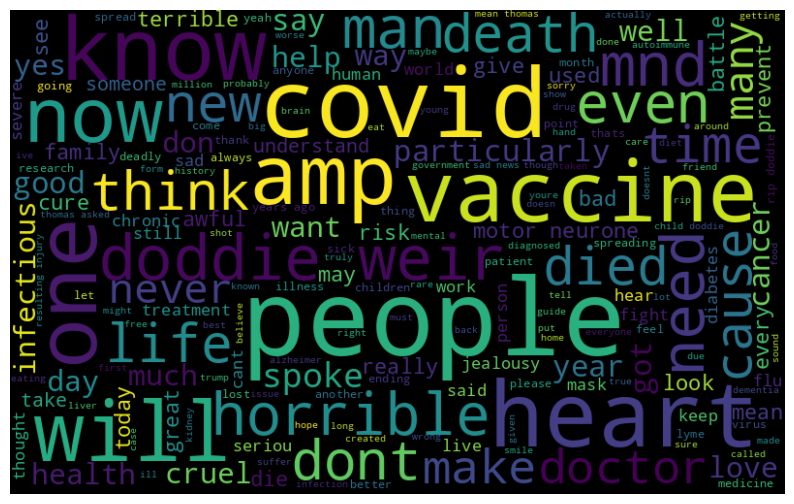 spread yeah terrible say man death well mean thomas actually getting
see worse maybe done autoimmune
yes know help way give used battle many
someone covid human world month sorry mnd prevent
severe going now new anyone show drug even
million probably brain young point hand thats around
come big eat
don thank understand particularly time
family deadly sad always government sad news though taken care diet rip doddie
research form history doesnt
good think amp vaccine bad friend
cure thomas asked chronic awful years ago thing youre doesn rip
infectious still shot want risk motor neurone cause child doddie
one truly sick mental diagnosed spreading food
resulting injury doddie weir died need
may patient
never known illness children rare work person hear diabetes every cancer
let might treatment people tell guide fight
life free best believe cant right must back put home feel everyone lot sound
first alzheimer really jealousy year got look due
day much spoke said mask true flu
eating trump ending dementia
take liver lost issue another please mean virus
thought today great horrible keep lyme
will kidney hope long created wrong heart made
case seriou live given sure called
health ill cruel die suffer dont make smile doctor love
infection better medicine